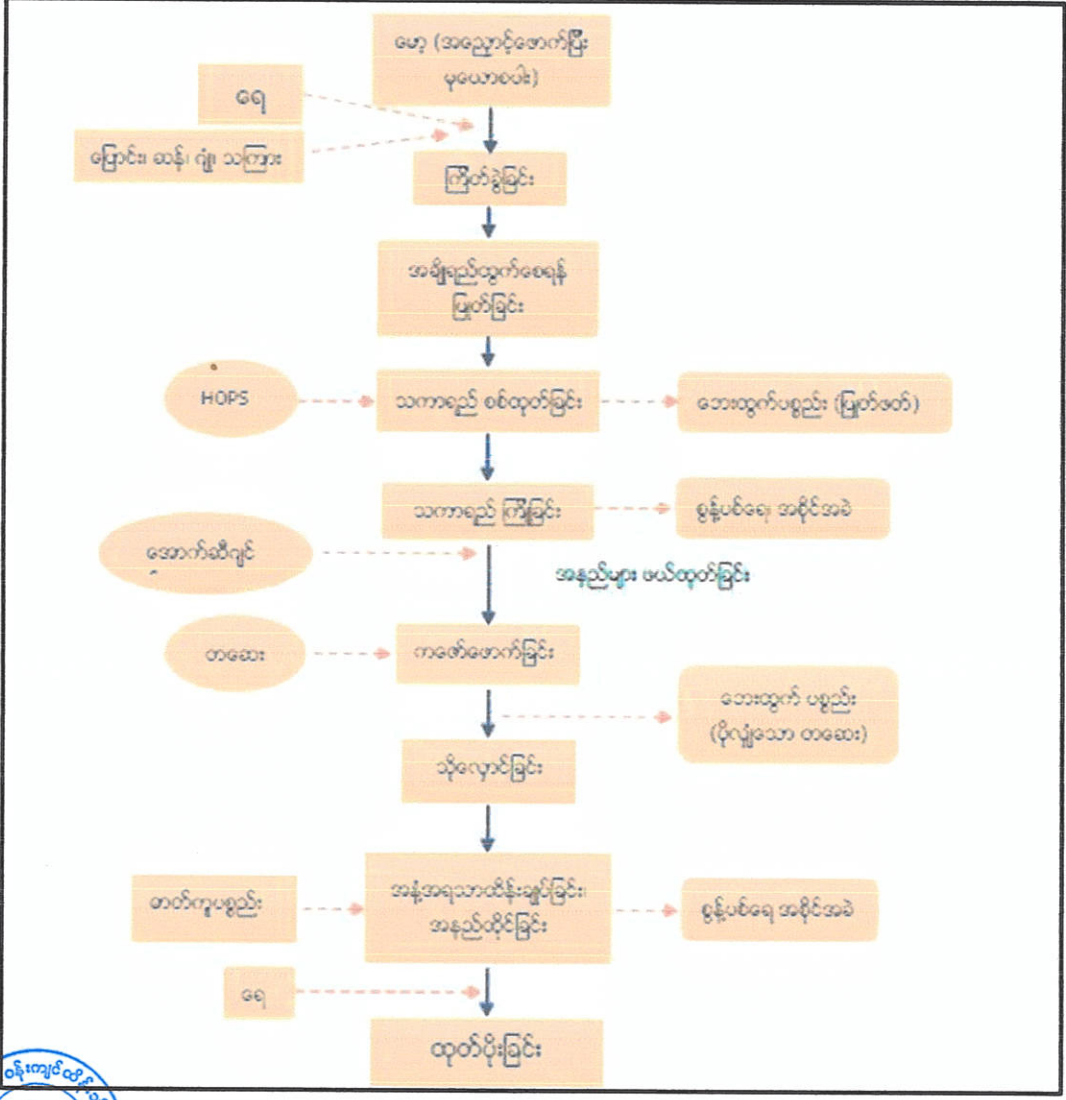 မော့ (အညှောင့်ဖောက်ပြီး
မုယောစပါး)
ရေ
ပြောင်း၊ ဆန်၊ ဂျုံ၊ သကြား
ကြိတ်ခွဲခြင်း
အချိုရည်ထွက်စေရန်
ပြုတ်ခြင်း
HOPS
သကာရည် စစ်ထုတ်ခြင်း
ဘေးထွက်ပစ္စည်း (ပြုတ်ဖတ်)
သကာရည် ကြိုခြင်း
စွန့်ပစ်ရေ၊ အစိုင်အခဲ
အောက်ဆီဂျင်
အနည်များ ဖယ်ထုတ်ခြင်း
တဆေး
ကဇော်ဖောက်ခြင်း
ဘေးထွက် ပစ္စည်း
(ပိုလျှံသော တဆေး)
သိုလှောင်ခြင်း
ဓာတ်ကူပစ္စည်း
အနံ့အရသာထိန်းချုပ်ခြင်း၊
အနည်ထိုင်ခြင်း
စွန့်ပစ်ရေ အစိုင်အခဲ
ရေ
ထုတ်ပိုးခြင်း